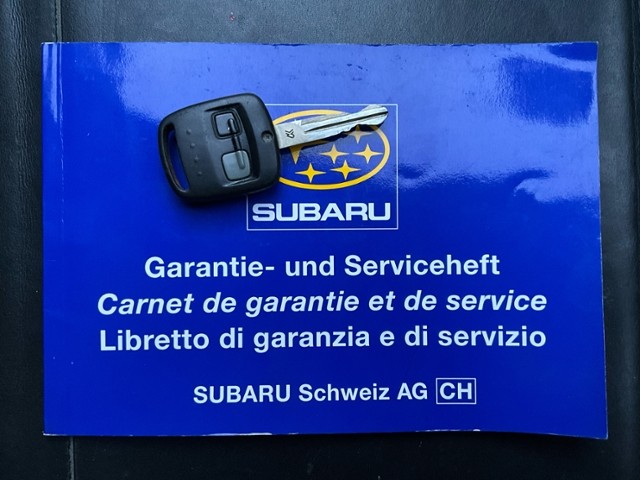 SUBARU
Garantie- und Serviceheft
Carnet de garantie et de service
Libretto di garanzia e di servizio
SUBARU Schweiz AG CH